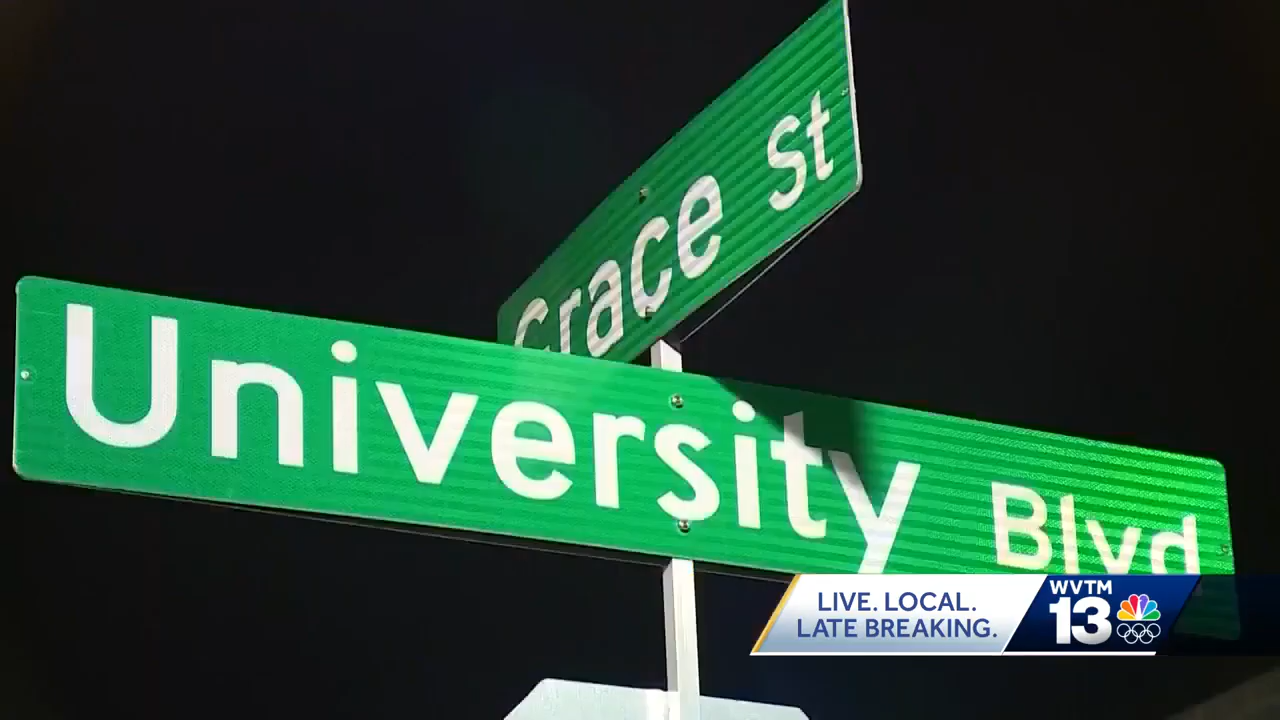 Grace St
University Blvd
LIVE. LOCAL.
LATE BREAKING.
WVTM
13